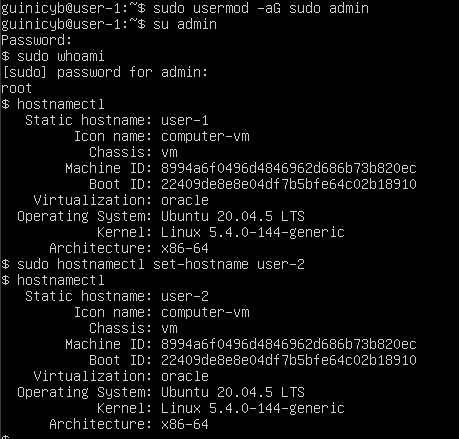 guinicyb@user-1:~$ sudo usermod -aG sudo admin
guinicyb@user-1:~$ su admin
Password:
$ sudo whoami
[sudo] password for admin:
root
$ hostnamectl
Static hostname: user-1
Icon name: computer-vm
Chassis: vm
Machine ID: 8994a6f0496d4846962d686b73b820ec
Boot ID: 22409de8e8e04df7b5bfe64c02b18910
Virtualization: oracle
Operating System: Ubuntu 20.04.5 LTS
Kernel: Linux 5.4.0-144-generic
Architecture: x86-64
$ sudo hostnamectl set-hostname user-2
$ hostnamectl
Static hostname: user-2
Icon name: computer-vm
Chassis: vm
Machine ID: 8994a6f0496d4846962d686b73b820ec
Boot ID: 22409de8e8e04df7b5bfe64c02b18910
Virtualization: oracle
Operating System: Ubuntu 20.04.5 LTS
Kernel: Linux 5.4.0-144-generic
Architecture: x86-64
$